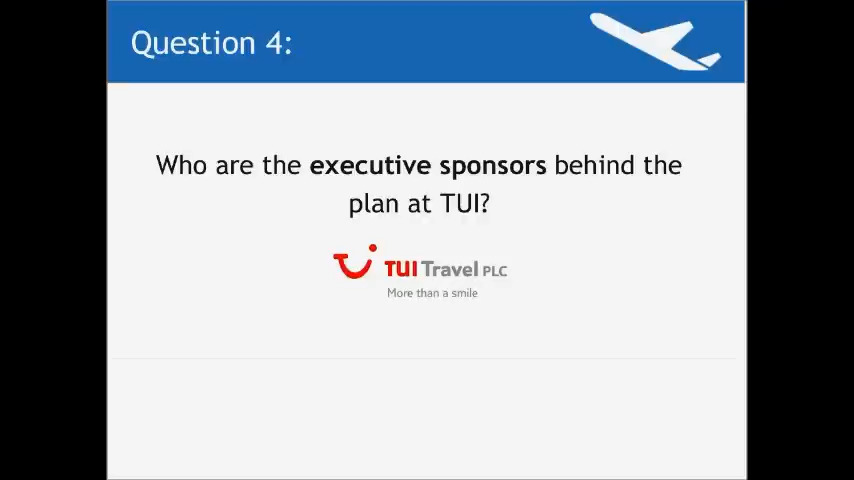 Question 4:
Who are the executive sponsors behind the
plan at TUI?
TUI Travel PLC
More than a smile